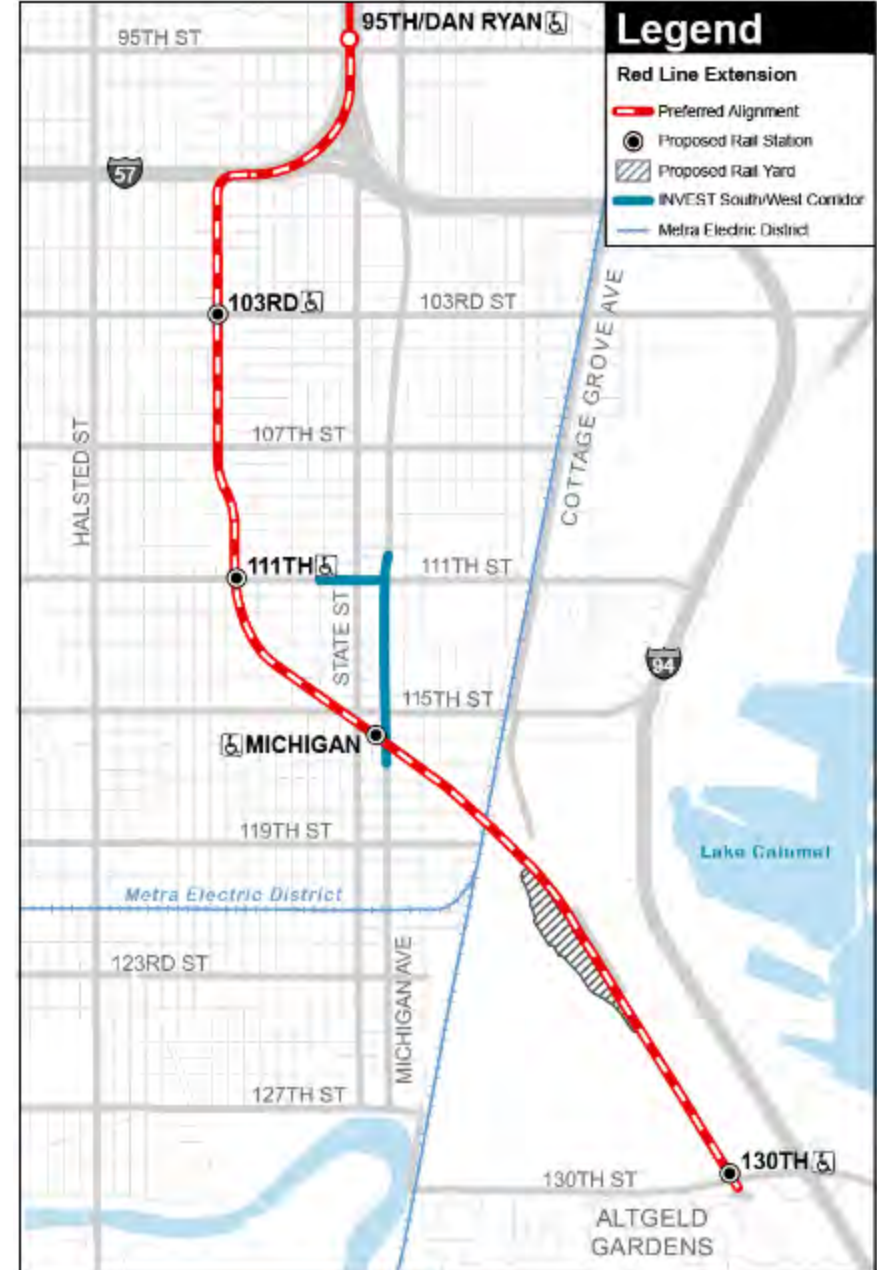 95TH/DAN RYAN
95TH ST
Legend
Red Line Extension
Preferred Alignment
Proposed Rail Station
Proposed Rail Yard
INVEST South/West Corridor
Metra Electric District
57
103RD
103RD ST
COTTAGE GROVE AVE
HALSTED ST
107TH ST
111TH
111TH ST
STATE ST
94
115TH ST
MICHIGAN
119TH ST
Lake Calumet
Metra Electric District
123RD ST
MICHIGAN AVE
127TH ST
130TH
130TH ST
ALTGELD
GARDENS